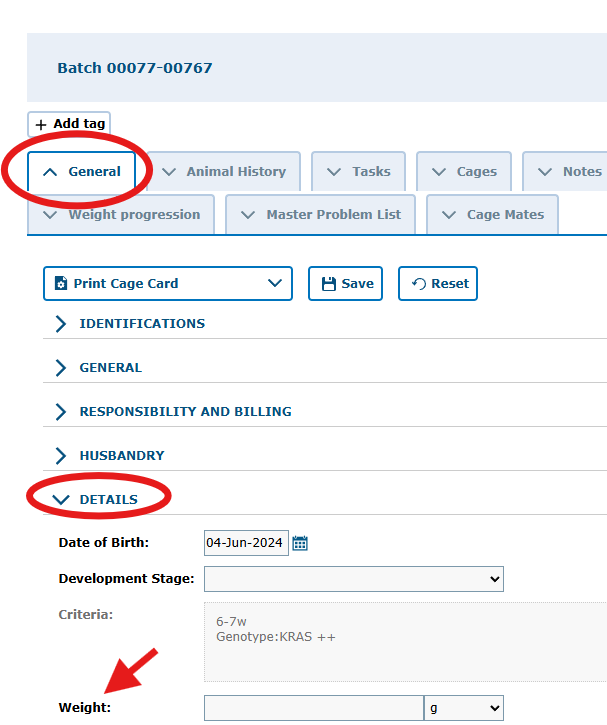 Batch 00077-00767
+ Add tag
General Animal History Tasks Cages Notes
Weight progression Master Problem List Cage Mates
Print Cage Card Save Reset
IDENTIFICATIONS
GENERAL
RESPONSIBILITY AND BILLING
HUSBANDRY
DETAILS
Date of Birth: 04-Jun-2024
Development Stage:
Criteria: 6-7w
Genotype:KRAS ++
Weight: g